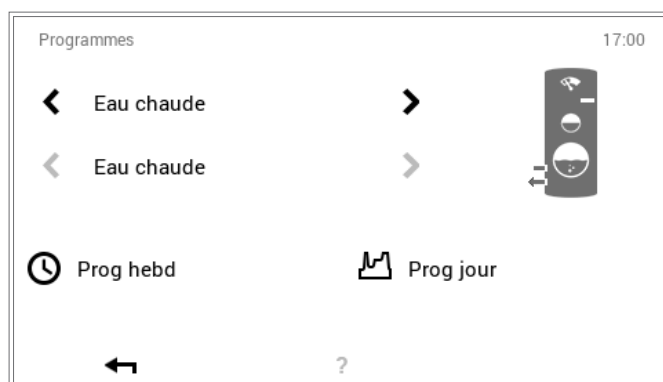 Programmes 17:00
Eau chaude
Eau chaude
Prog hebd Prog jour
?